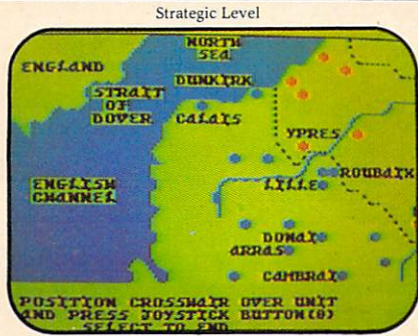 Strategic Level
NORTH
SEA
ENGLAND
DUNKIRK
STRAIT
OF
DOVER
CALAIS
YPRES
ROUBAIX
LILLE
ENGLISH
CHANNEL
DOUAI
ARRAS
CAMBRAI
POSITION CROSSHAIR OVER UNIT
AND PRESS JOYSTICK BUTTON(0)
SELECT TO END